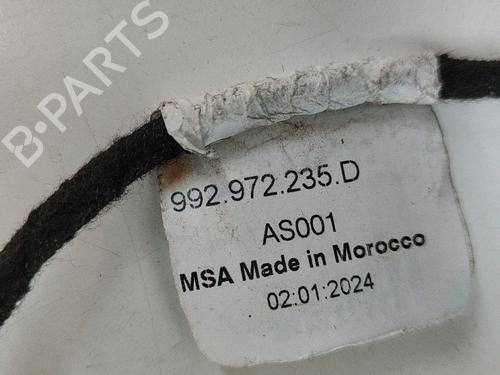 B-PARTS
992.972.235.D
AS001
MSA Made in Morocco
02:01:2024